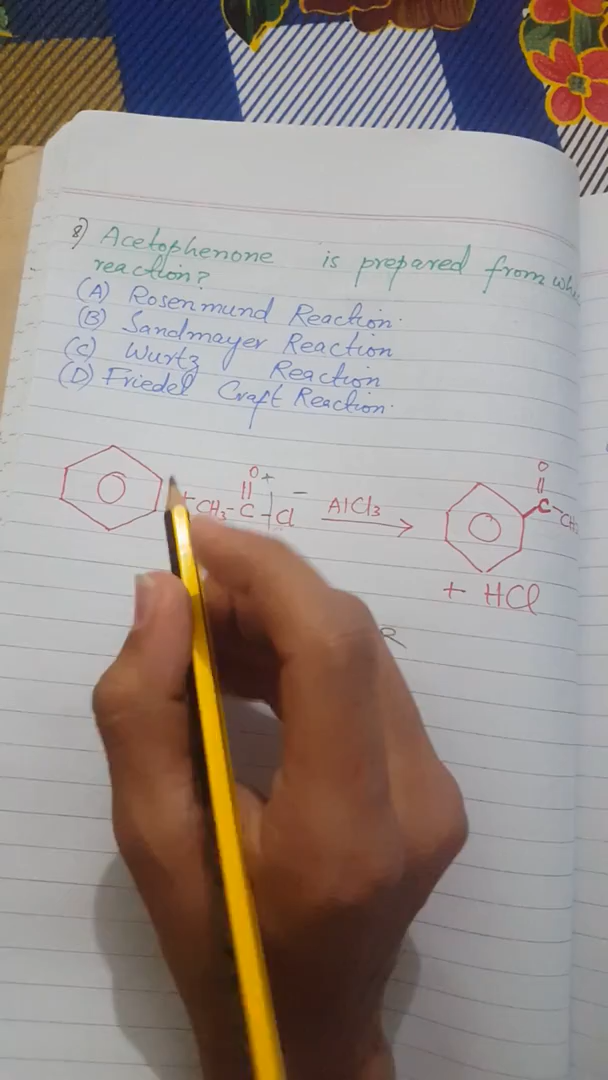 8) Acetophenone is prepared from
reaction?
(A) Rosenmund Reaction.
(B) Sandmayer Reaction
(C) Wurtz Reaction
(D) Friedel Craft Reaction.
O +
+ CH3-C-Cl - AlCl3
O
C-CH3
+ HCl
R